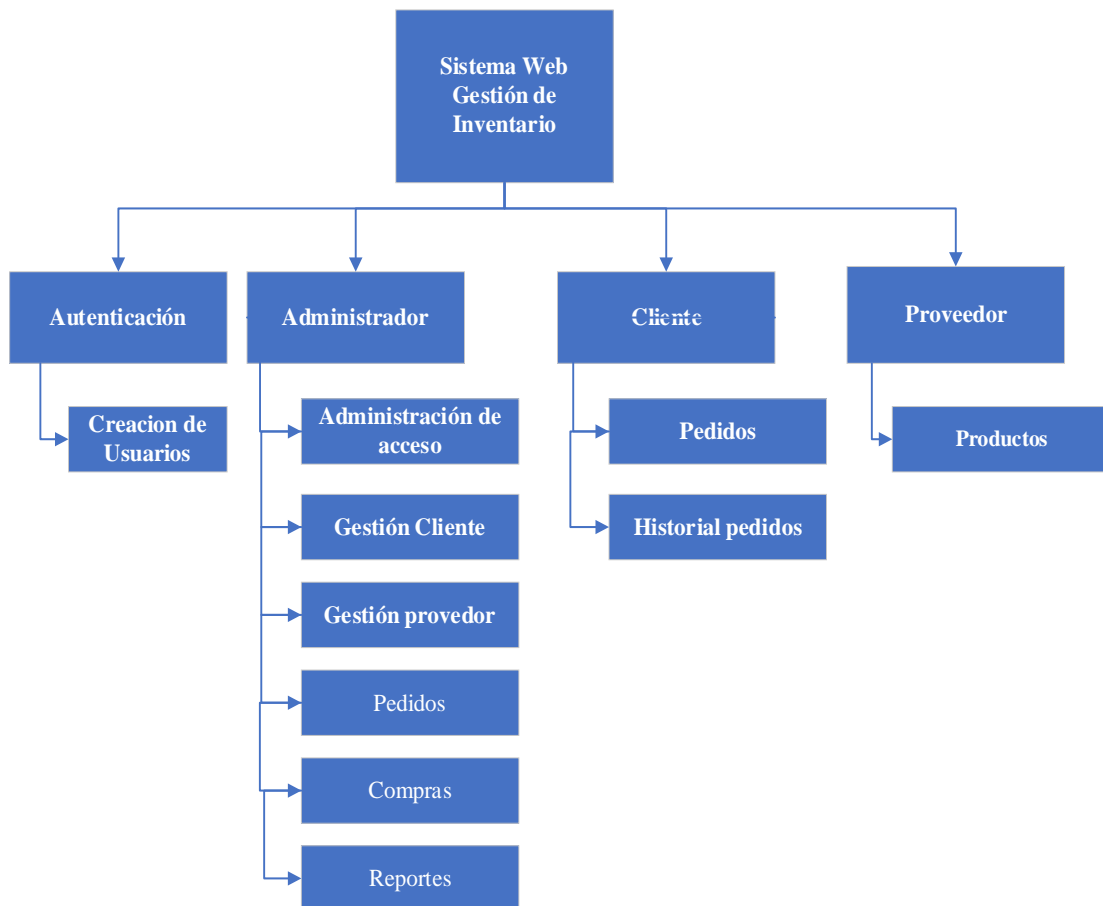 Sistema Web
Gestión de
Inventario
Autenticación
Administrador
Cliente
Proveedor
Creacion de
Usuarios
Administración de
acceso
Gestión Cliente
Gestión provedor
Pedidos
Compras
Reportes
Pedidos
Historial pedidos
Productos